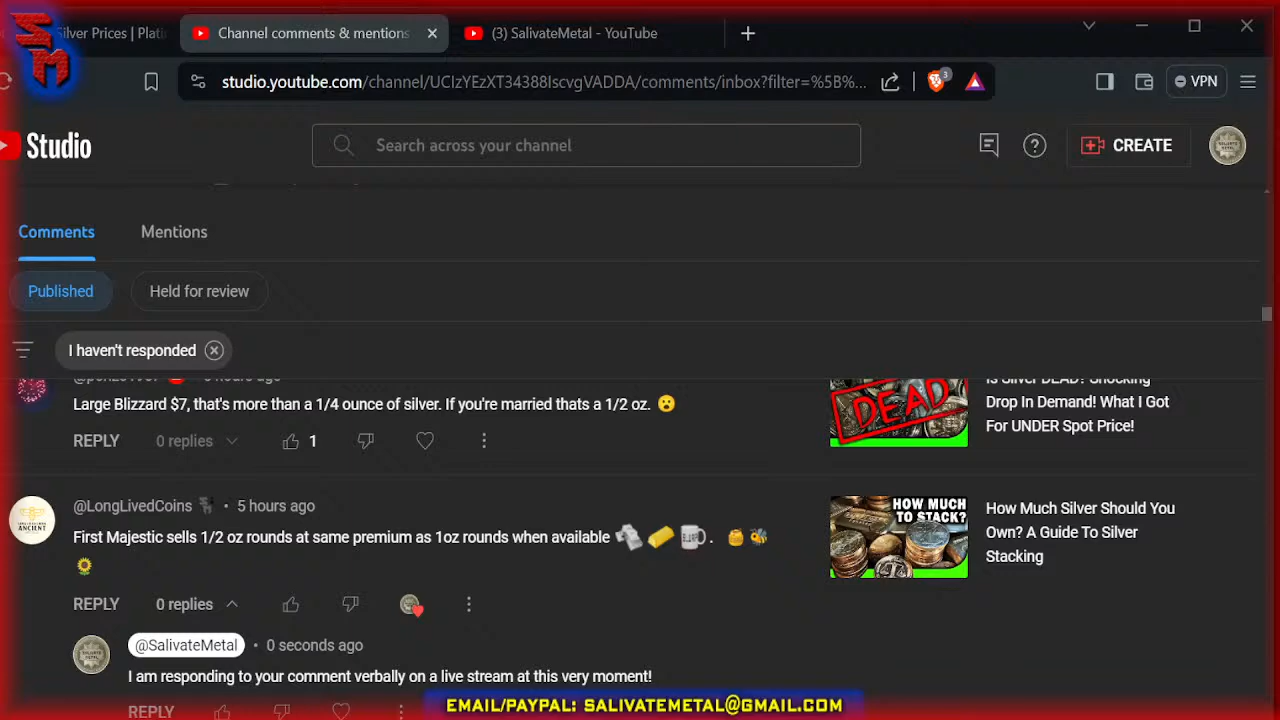 SM
Silver Prices | Plati
Channel comments & mentions
(3) SalivateMetal - YouTube
studio.youtube.com/channel/UCIzYEzXT34388IscvgVADDA/comments/inbox?filter=%5B%...
3
VPN
Studio
Search across your channel
CREATE
Comments
Mentions
Published
Held for review
I haven't responded
hours ago
Large Blizzard $7, that's more than a 1/4 ounce of silver. If you're married thats a 1/2 oz. 😮
REPLY
0 replies
1
DEAD
Is Silver DEAD? Shocking
Drop In Demand! What I Got
For UNDER Spot Price!
@LongLivedCoins • 5 hours ago
First Majestic sells 1/2 oz rounds at same premium as 1oz rounds when available . 🍯 🐝
🌻
REPLY
0 replies
ANCIENT
HOW MUCH
TO STACK?
How Much Silver Should You
Own? A Guide To Silver
Stacking
@SalivateMetal • 0 seconds ago
I am responding to your comment verbally on a live stream at this very moment!
REPLY
EMAIL/PAYPAL: SALIVATEMETAL@GMAIL.COM